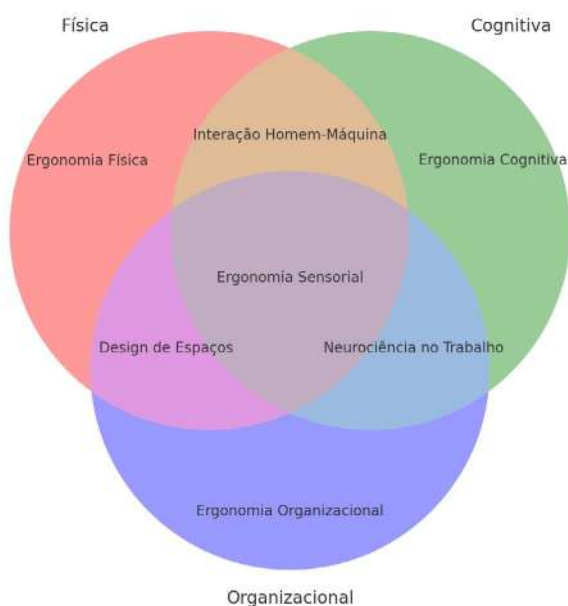 Física
Cognitiva
Interação Homem-Máquina
Ergonomia Física
Ergonomia Cognitiva
Ergonomia Sensorial
Design de Espaços
Neurociência no Trabalho
Ergonomia Organizacional
Organizacional